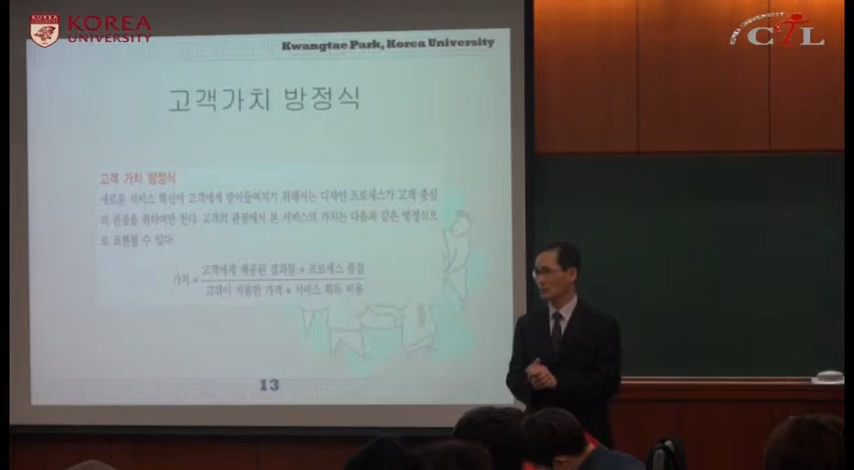 KOREA
UNIVERSITY
KOREA UNIVERSITY
CTL
Kwangtae Park, Korea University
고객가치 방정식
고객 가치 방정식
새로운 서비스 혁신이 고객에게 받아들여지기 위해서는 디자인 프로세스가 고객 중심
의 관점을 취하여만 한다. 고객의 관점에서 본 서비스의 가치는 다음과 같은 방정식으
로 표현될 수 있다!
가치 = 고객에게 제공된 결과물 + 프로세스 품질
고객이 지불한 가격 + 서비스 획득 비용
13